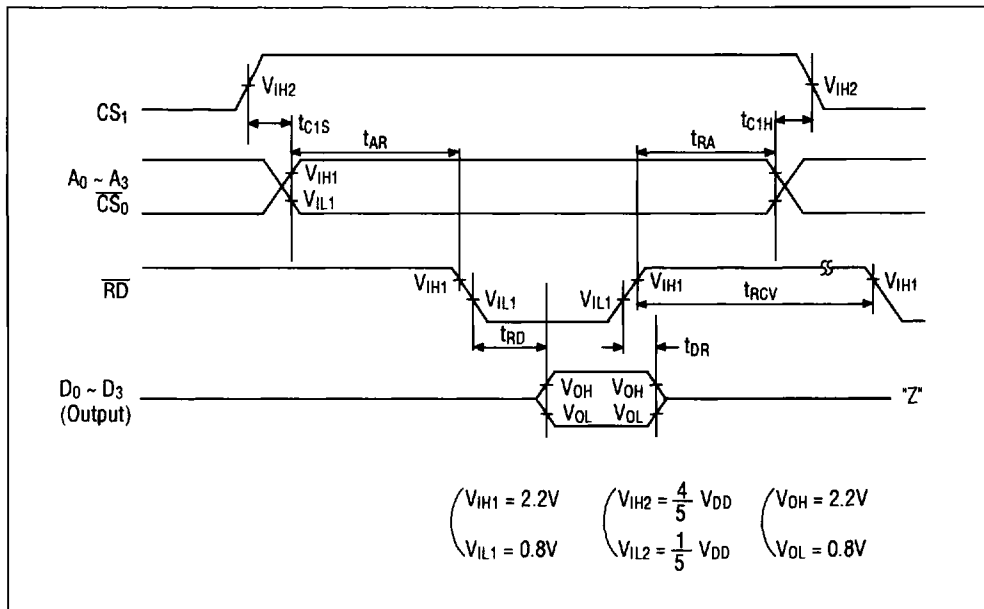 CS1 VIH2 VIH2
tC1S tC1H
tAR tRA
A0 ~ A3 VIH1
CS0 VIL1
RD VIH1 VIL1 VIL1 VIH1 tRCV VIH1
tRD tDR
D0 ~ D3 VOH VOH "Z"
(Output) VOL VOL
VIH1 = 2.2V VIH2 = 4/5 VDD VOH = 2.2V
VIL1 = 0.8V VIL2 = 1/5 VDD VOL = 0.8V